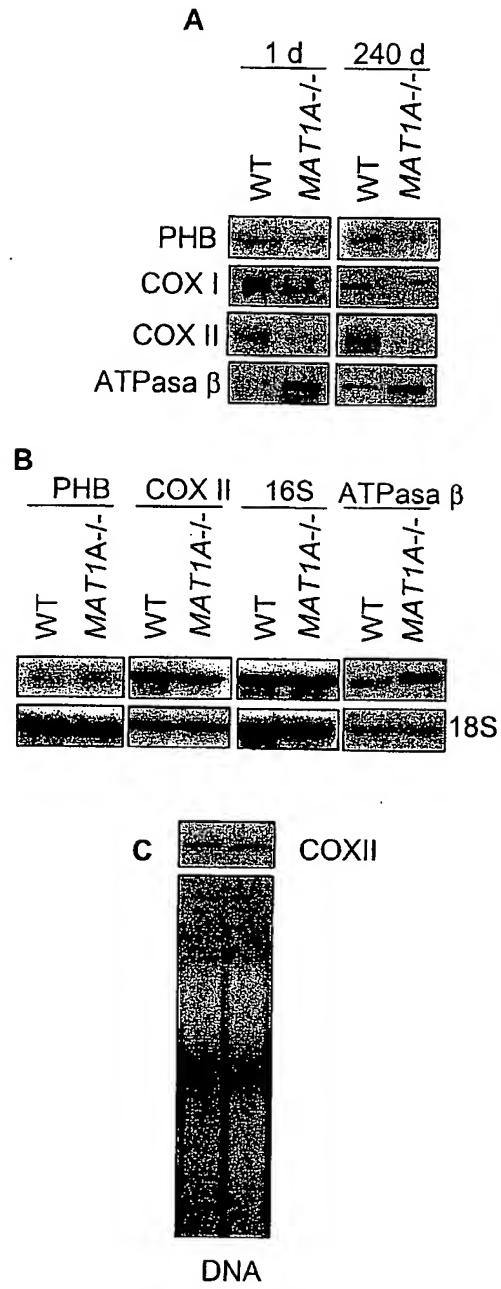 A
1 d 240 d
WT MAT1A-/- WT MAT1A-/-
PHB
COX I
COX II
ATPasa β
B
PHB COX II 16S ATPasa β
WT MAT1A-/- WT MAT1A-/- WT MAT1A-/- WT MAT1A-/-
18S
C COXII
DNA